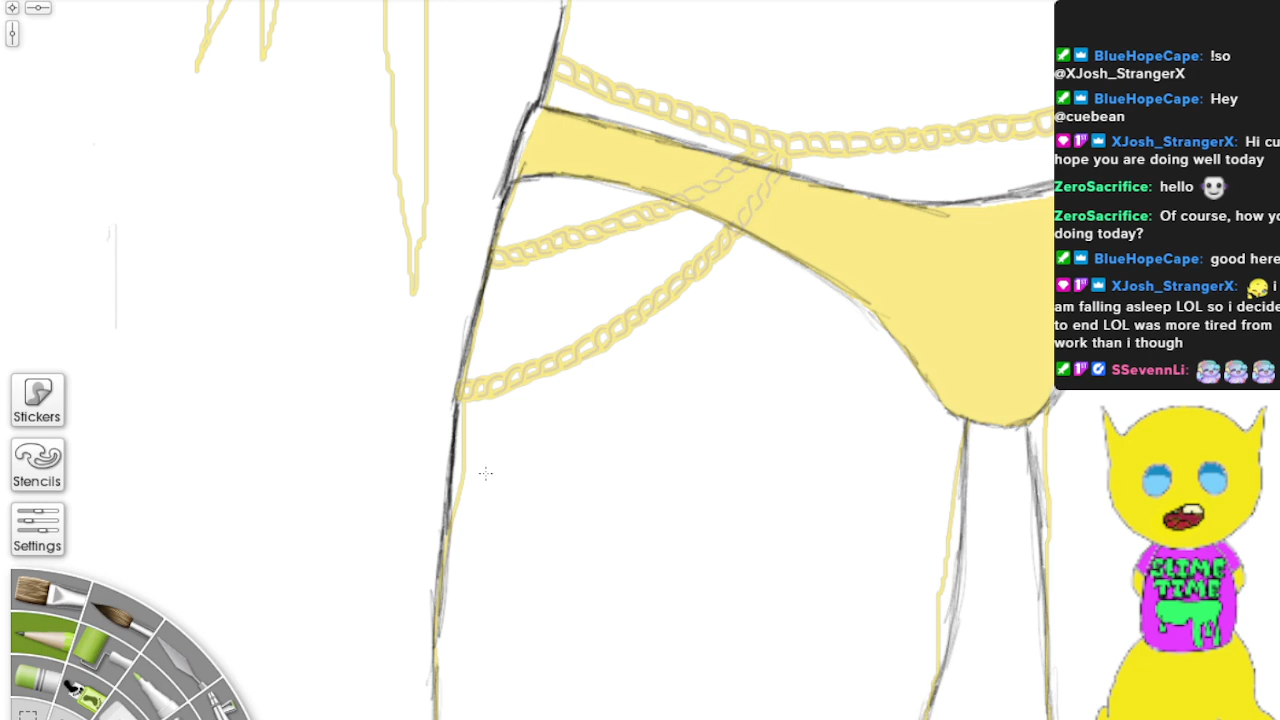 BlueHopeCape: !so
@XJosh_StrangerX
BlueHopeCape: Hey
@cuebean
XJosh_StrangerX: Hi cu
hope you are doing well today
ZeroSacrifice: hello
ZeroSacrifice: Of course, how yo
doing today?
BlueHopeCape: good here
XJosh_StrangerX: i
am falling asleep LOL so i decide
to end LOL was more tired from
work than i though
SSevennLi:
Stickers
Stencils
Settings
SLIME
TIME